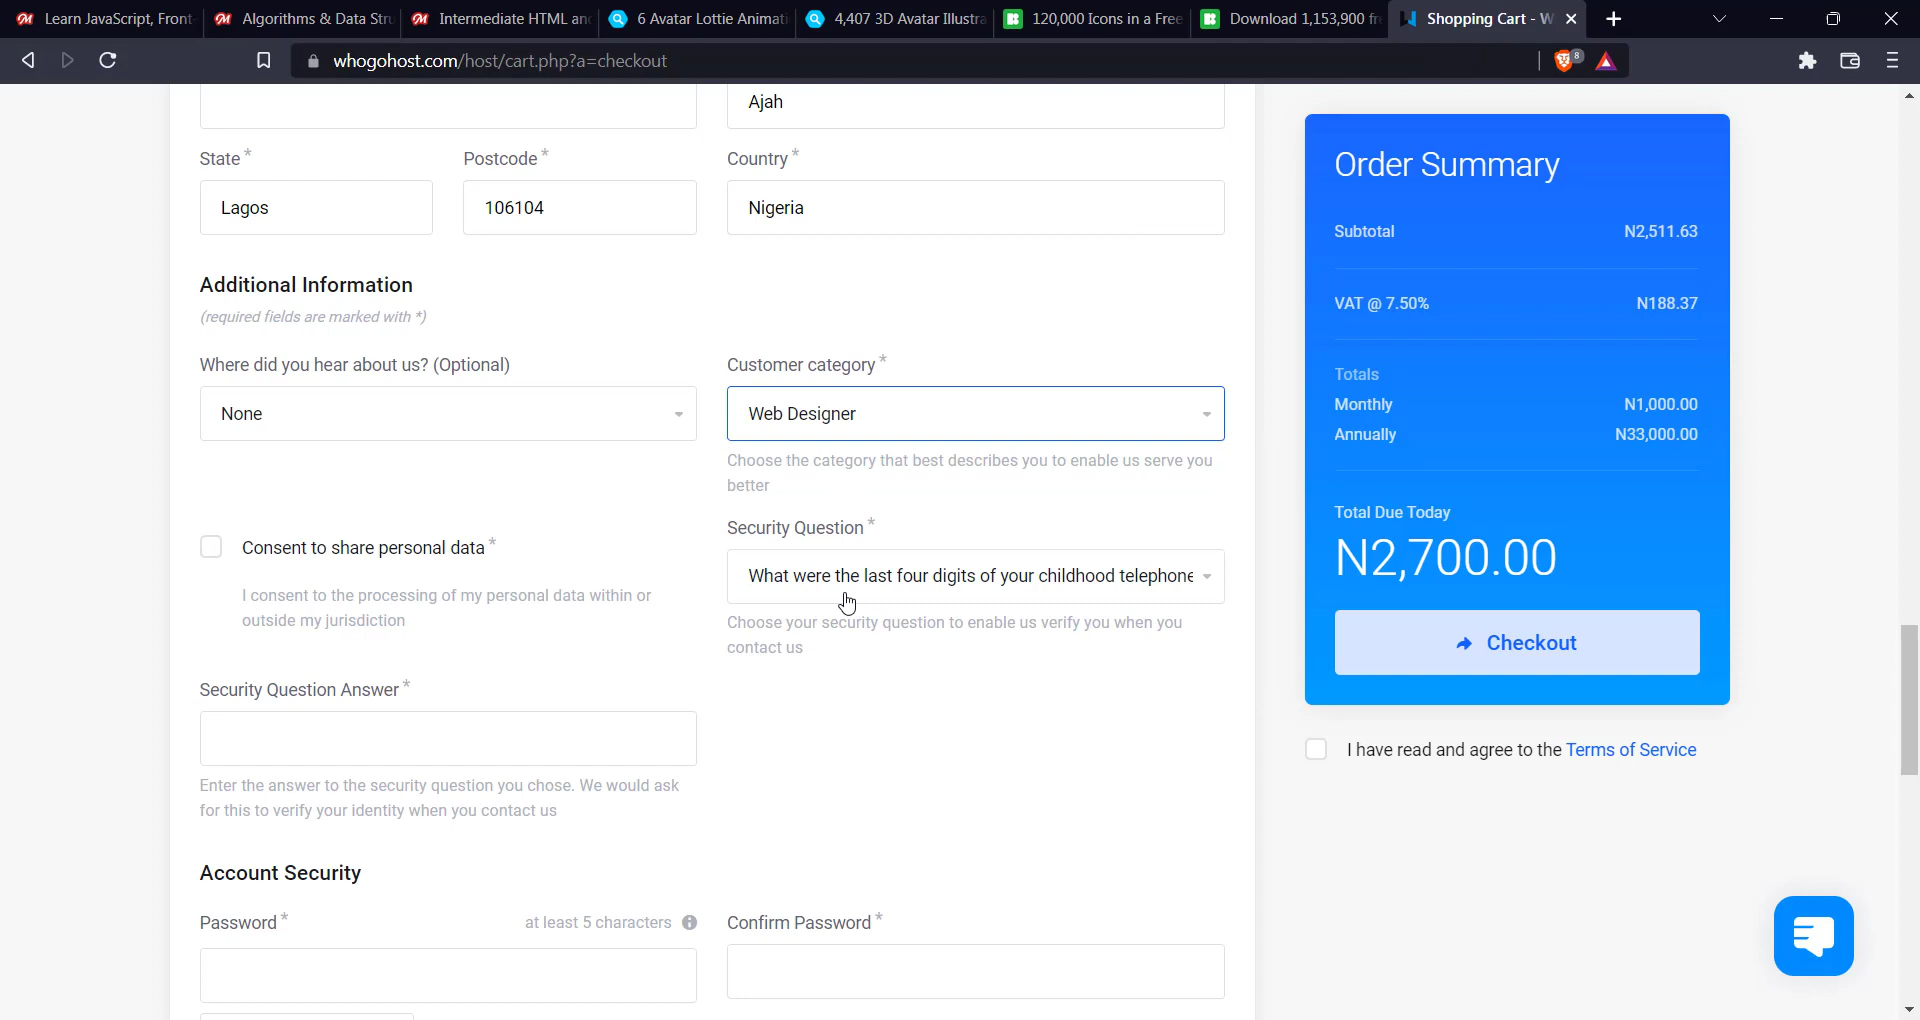 Learn JavaScript, Front
Algorithms & Data Stru
Intermediate HTML an
6 Avatar Lottie Animati
4,407 3D Avatar Illustra
120,000 Icons in a Free
Download 1,153,900 fr
Shopping Cart - W
whogohost.com/host/cart.php?a=checkout
8
Ajah
State *
Postcode *
Country *
Lagos
106104
Nigeria
Additional Information
(required fields are marked with *)
Where did you hear about us? (Optional)
Customer category *
None
Web Designer
Choose the category that best describes you to enable us serve you
better
Consent to share personal data *
I consent to the processing of my personal data within or
outside my jurisdiction
Security Question *
What were the last four digits of your childhood telephone
Choose your security question to enable us verify you when you
contact us
Security Question Answer *
Enter the answer to the security question you chose. We would ask
for this to verify your identity when you contact us
Account Security
Password *
at least 5 characters
Confirm Password *
Order Summary
Subtotal N2,511.63
VAT @ 7.50% N188.37
Totals
Monthly N1,000.00
Annually N33,000.00
Total Due Today
N2,700.00
Checkout
I have read and agree to the Terms of Service